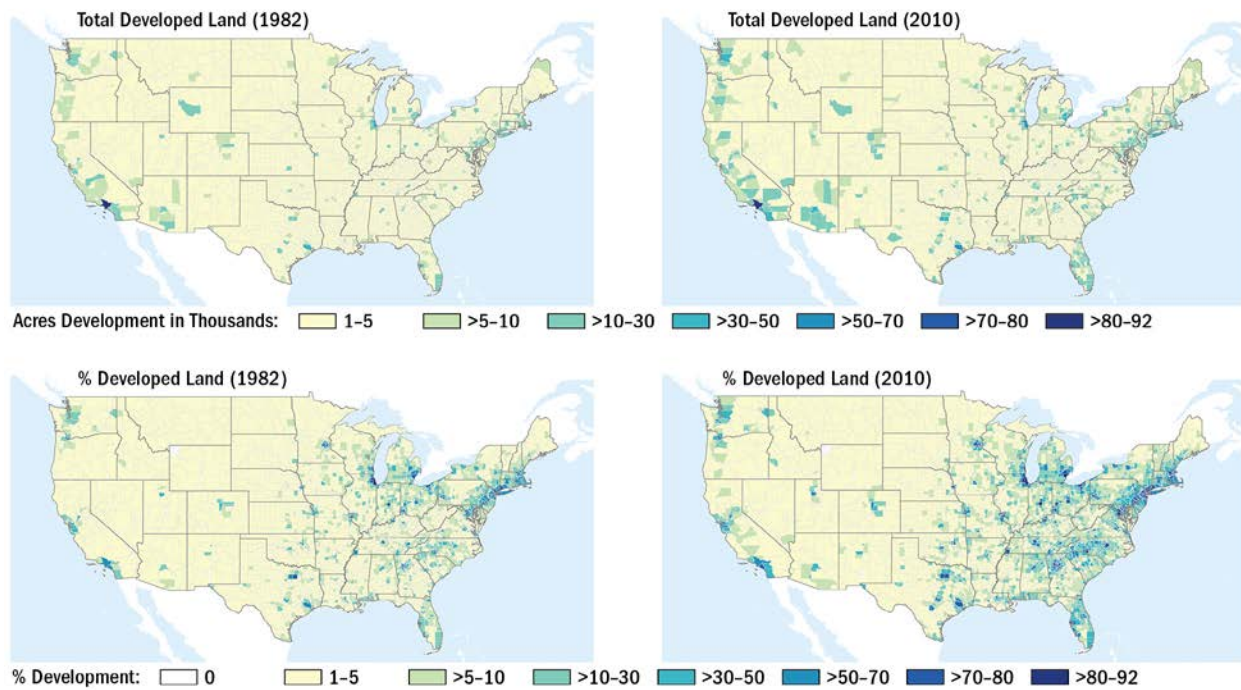 Total Developed Land (1982)
Total Developed Land (2010)
Acres Development in Thousands: 1–5 >5–10 >10–30 >30–50 >50–70 >70–80 >80–92
% Developed Land (1982)
% Developed Land (2010)
% Development: 0 1–5 >5–10 >10–30 >30–50 >50–70 >70–80 >80–92